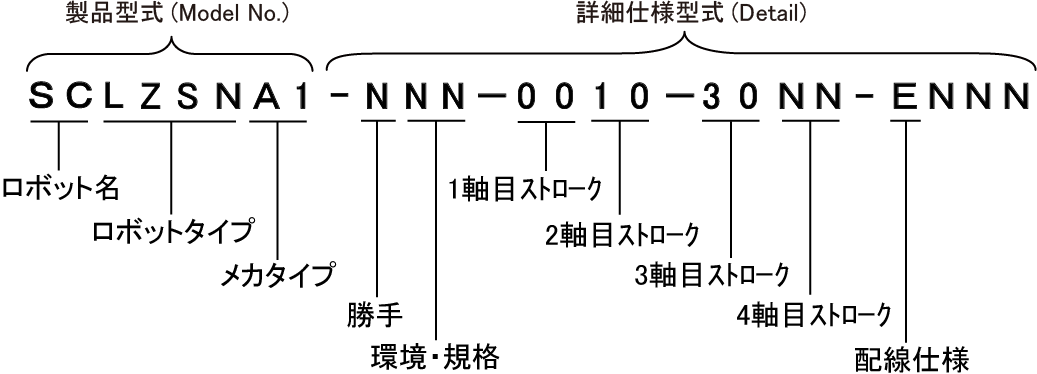 製品型式 (Model No.)
詳細仕様型式 (Detail)
SCLZSNA1-NNN-0010-30NN-ENNN
ロボット名
1軸目ストローク
ロボットタイプ
2軸目ストローク
メカタイプ
3軸目ストローク
勝手
4軸目ストローク
環境・規格
配線仕様